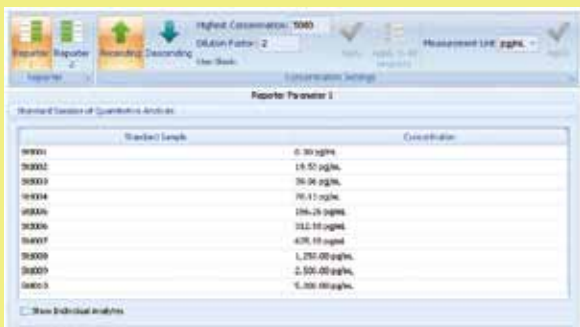 Highest Concentration: 5000
Dilution Factor: 2
Reporter 1
Reporter 2
Ascending Descending
Apply
Measurement Unit pg/mL
Apply
Reporter
Concentration Settings
Reporter Parameter 1
Standard Session of Quantitative Analysis
Standard Sample Concentration
Std001 0.00 pg/mL
Std002 19.53 pg/mL
Std003 39.06 pg/mL
Std004 78.13 pg/mL
Std005 156.25 pg/mL
Std006 312.50 pg/mL
Std007 625.00 pg/mL
Std008 1,250.00 pg/mL
Std009 2,500.00 pg/mL
Std010 5,000.00 pg/mL
Show Individual Analytes